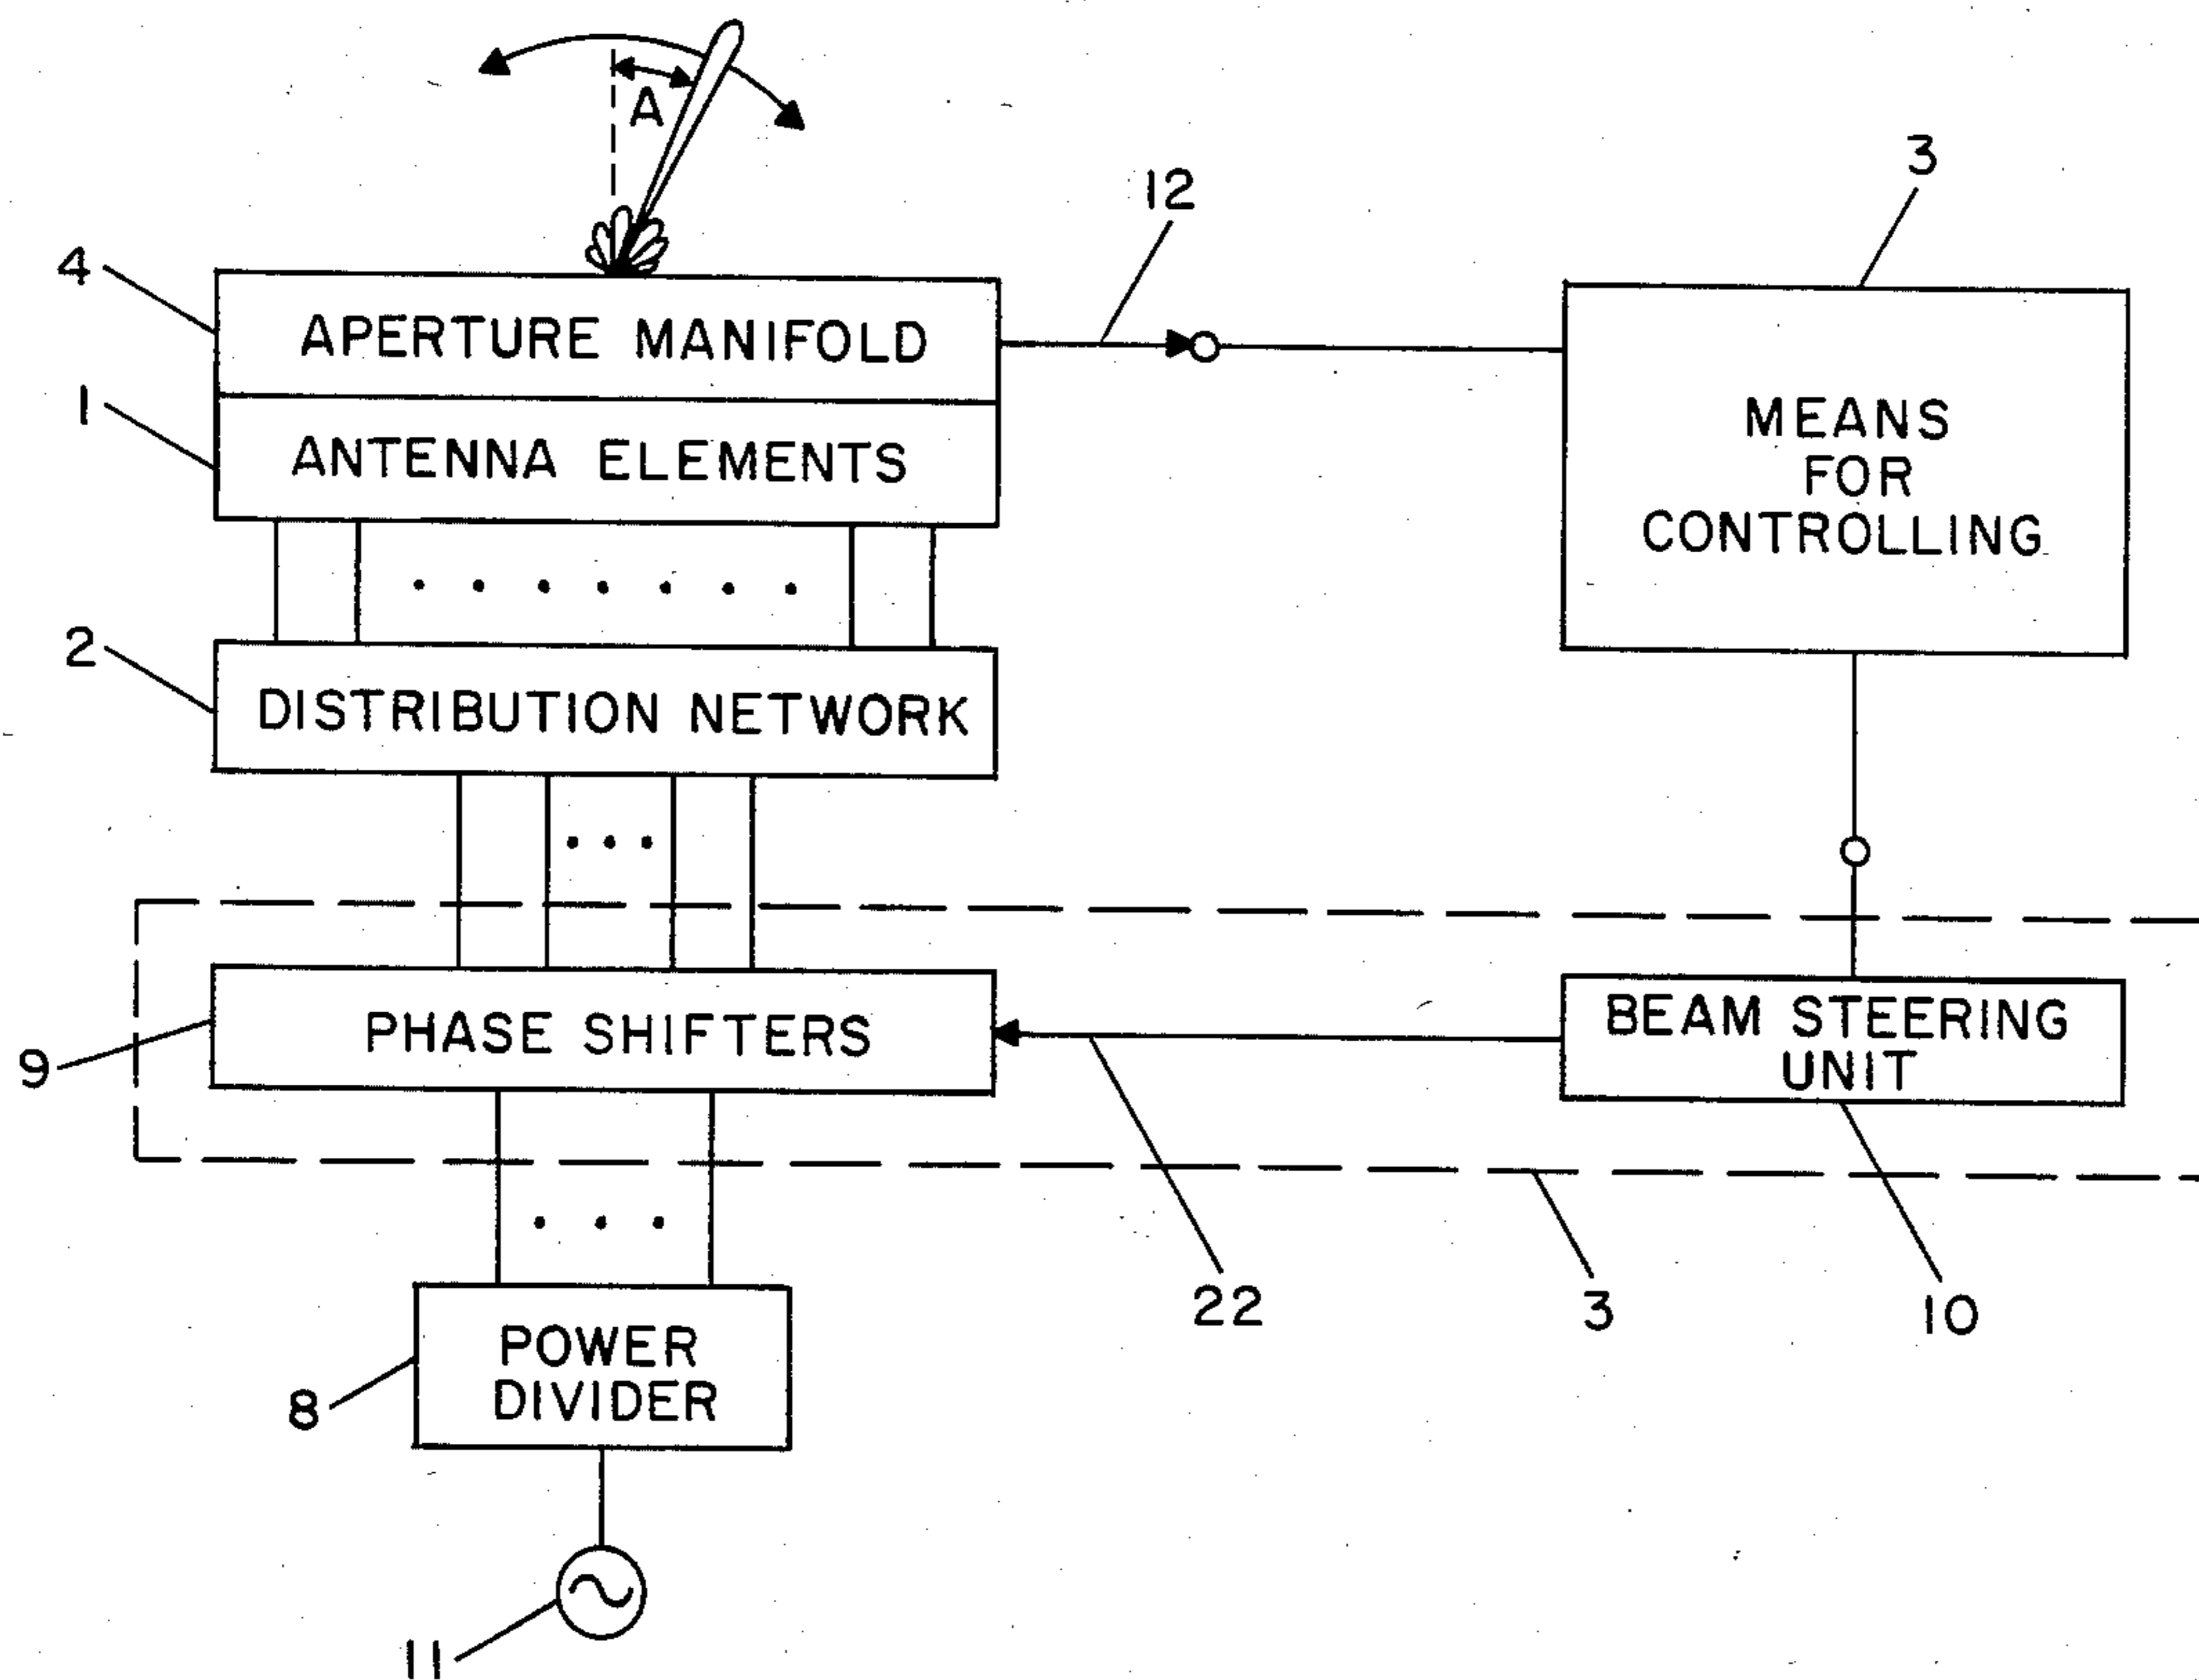 A
12
3
4
APERTURE MANIFOLD
1
ANTENNA ELEMENTS
MEANS
FOR
CONTROLLING
2
DISTRIBUTION NETWORK
9
PHASE SHIFTERS
BEAM STEERING
UNIT
22
3
10
8
POWER
DIVIDER
11